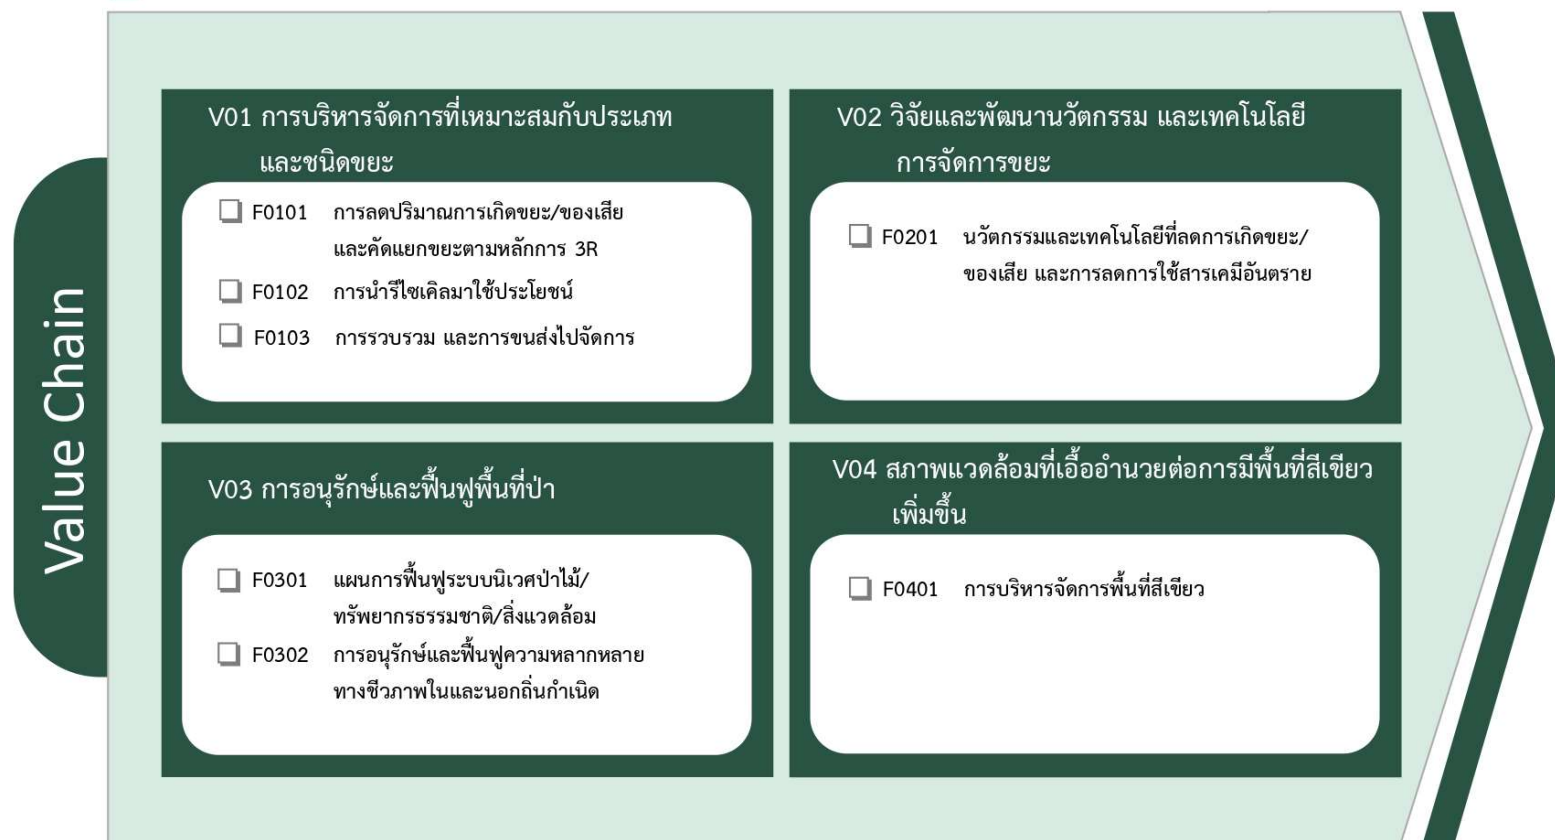 Value Chain
V01 การบริหารจัดการที่เหมาะสมกับประเภท
และชนิดขยะ
F0101 การลดปริมาณการเกิดขยะ/ของเสีย
และคัดแยกขยะตามหลักการ 3R
F0102 การนำรีไซเคิลมาใช้ประโยชน์
F0103 การรวบรวม และการขนส่งไปจัดการ
V02 วิจัยและพัฒนานวัตกรรม และเทคโนโลยี
การจัดการขยะ
F0201 นวัตกรรมและเทคโนโลยีที่ลดการเกิดขยะ/
ของเสีย และการลดการใช้สารเคมีอันตราย
V03 การอนุรักษ์และฟื้นฟูพื้นที่ป่า
F0301 แผนการฟื้นฟูระบบนิเวศป่าไม้/
ทรัพยากรธรรมชาติ/สิ่งแวดล้อม
F0302 การอนุรักษ์และฟื้นฟูความหลากหลาย
ทางชีวภาพในและนอกถิ่นกำเนิด
V04 สภาพแวดล้อมที่เอื้ออำนวยต่อการมีพื้นที่สีเขียว
เพิ่มขึ้น
F0401 การบริหารจัดการพื้นที่สีเขียว